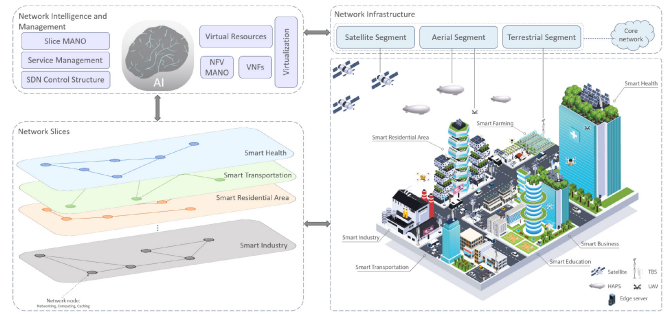 Network Intelligence and
Management
Slice MANO
Service Management
SDN Control Structure
AI
Virtual Resources
NFV
MANO
VNFs
Virtualization
Network Infrastructure
Satellite Segment
Aerial Segment
Terrestrial Segment
Core
network
Network Slices
Smart Health
Smart Transportation
Smart Residential Area
...
Smart Industry
Network node:
Networking, Computing, Caching.
Smart Health
Smart Farming
Smart Residential Area
Smart Industry
Smart Transportation
Smart Education
Smart Business
Satellite
TBS
HAPS
UAV
Edge server